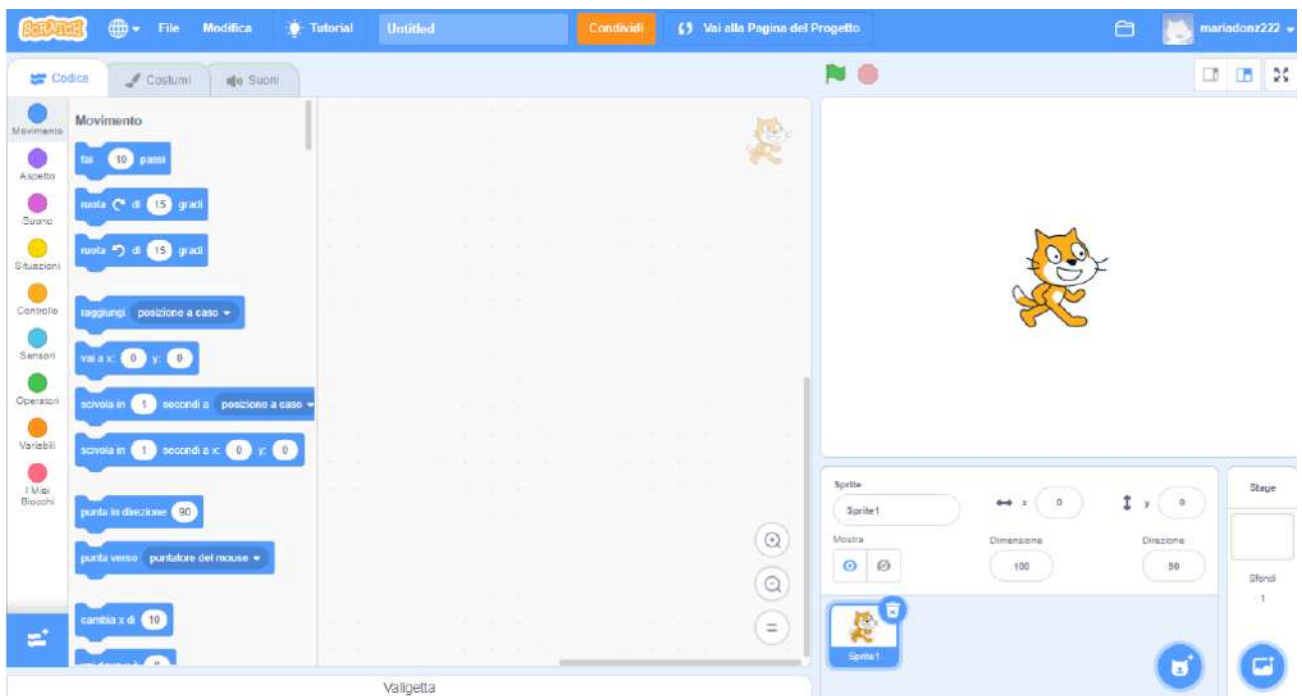 SCRATCH
File
Modifica
Tutorial
Untitled
Condividi
Vai alla Pagina del Progetto
mariadonz222
Codice
Costumi
Suoni
Movimento
Aspetto
Suono
Situazioni
Controllo
Sensori
Operatori
Variabili
I Miei
Blocchi
Movimento
fai 10 passi
ruota di 15 gradi
ruota di 15 gradi
raggiungi posizione a caso
vai a x: 0 y: 0
scivola in 1 secondi a posizione a caso
scivola in 1 secondi a x: 0 y: 0
punta in direzione 90
punta verso puntatore del mouse
cambia x di 10
Valigetta
Sprite
Sprite1
x 0
y 0
Mostra
Dimensione
100
Direzione
90
Sprite1
Stage
Sfondi
1